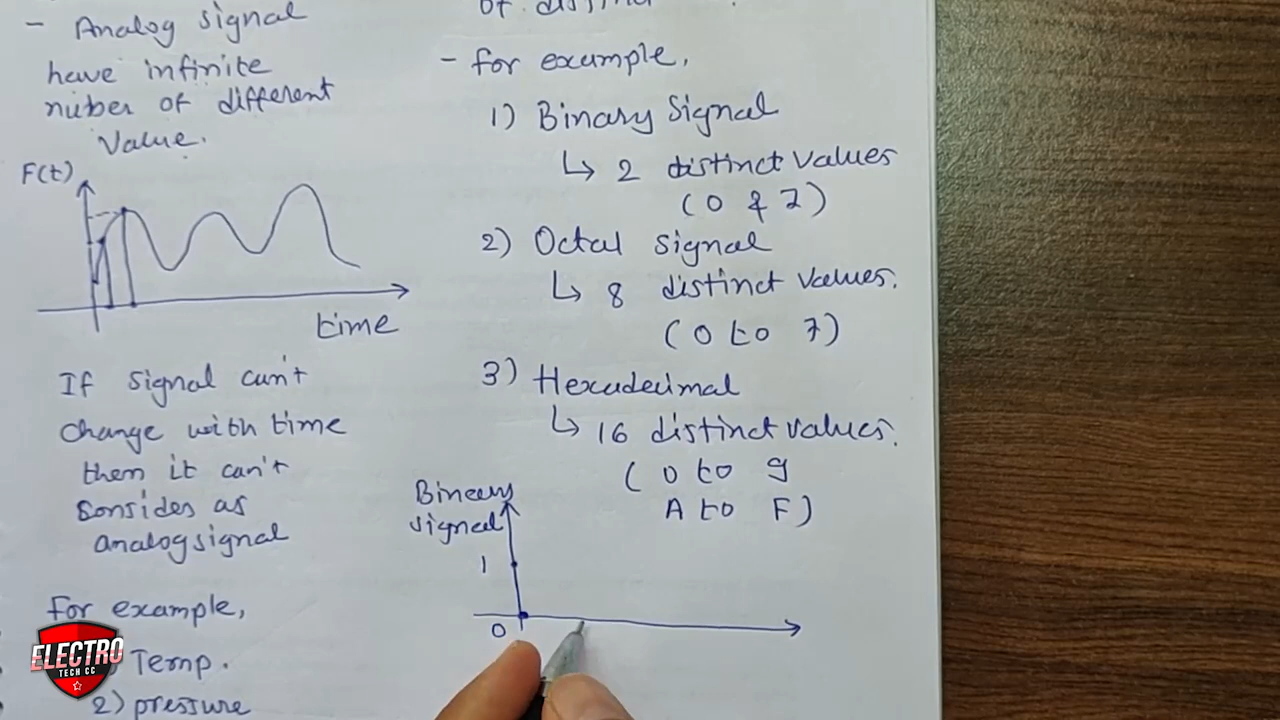 - Analog signal
have infinite
nuber of different
Value.
F(t)
time
If signal can't
change with time
them it can't
consides as
analog signal
For example,
Temp.
2) pressure
of
- for example,
1) Binary Signal
↳ 2 distinct values
(0 & 1)
2) Octal signal
↳ 8 distinct values.
(0 to 7)
3) Hexadecimal
↳ 16 distinct values.
(0 to 9
A to F)
Binary
signal
1
0
ELECTRO
TECH CC